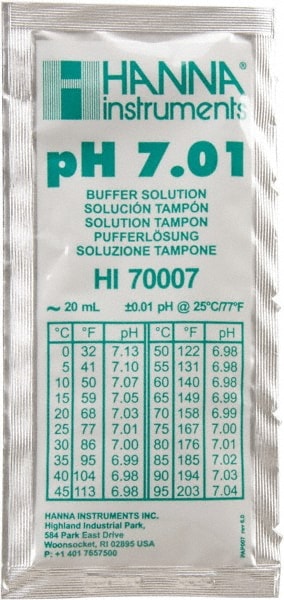 HANNA®
instruments
pH 7.01
BUFFER SOLUTION
SOLUCIÓN TAMPÓN
SOLUTION TAMPON
PUFFERLÖSUNG
SOLUZIONE TAMPONE
HI 70007
~ 20 mL ±0.01 pH @ 25°C/77°F
°C °F pH °C °F pH
0 32 7.13 50 122 6.98
5 41 7.10 55 131 6.98
10 50 7.07 60 140 6.98
15 59 7.05 65 149 6.99
20 68 7.03 70 158 6.99
25 77 7.01 75 167 7.00
30 86 7.00 80 176 7.01
35 95 6.99 85 185 7.02
40 104 6.98 90 194 7.03
45 113 6.98 95 203 7.04
HANNA INSTRUMENTS INC.
Highland Industrial Park,
584 Park East Drive
Woonsocket, RI 02895 USA
P: +1 401 7657500
PAP007 rev 6.0